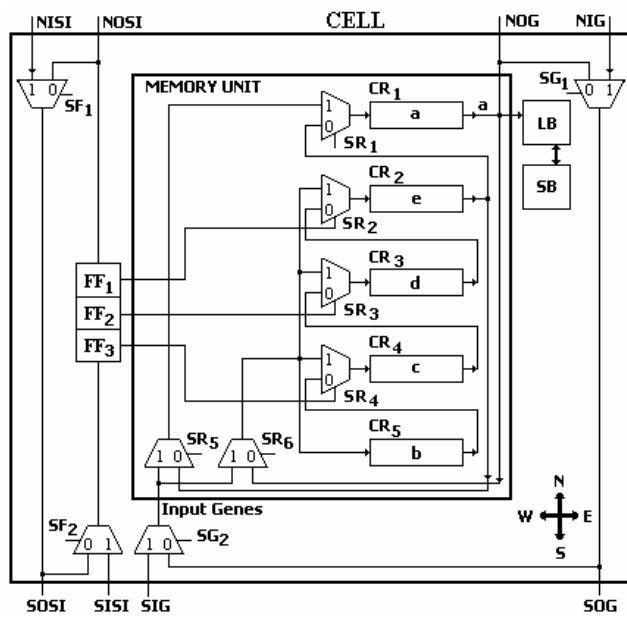 CELL
NISI NOSI NOG NIG
MEMORY UNIT
1 0
SF1
SG1
0 1
CR1
a
a
1
0
SR1
LB
SB
CR2
e
1
0
SR2
FF1
CR3
d
1
0
SR3
FF2
FF3
CR4
c
1
0
SR4
CR5
b
SR5
1 0
SR6
1 0
Input Genes
N
W E
S
SF2
0 1
SG2
1 0
SOSI SISI SIG SOG